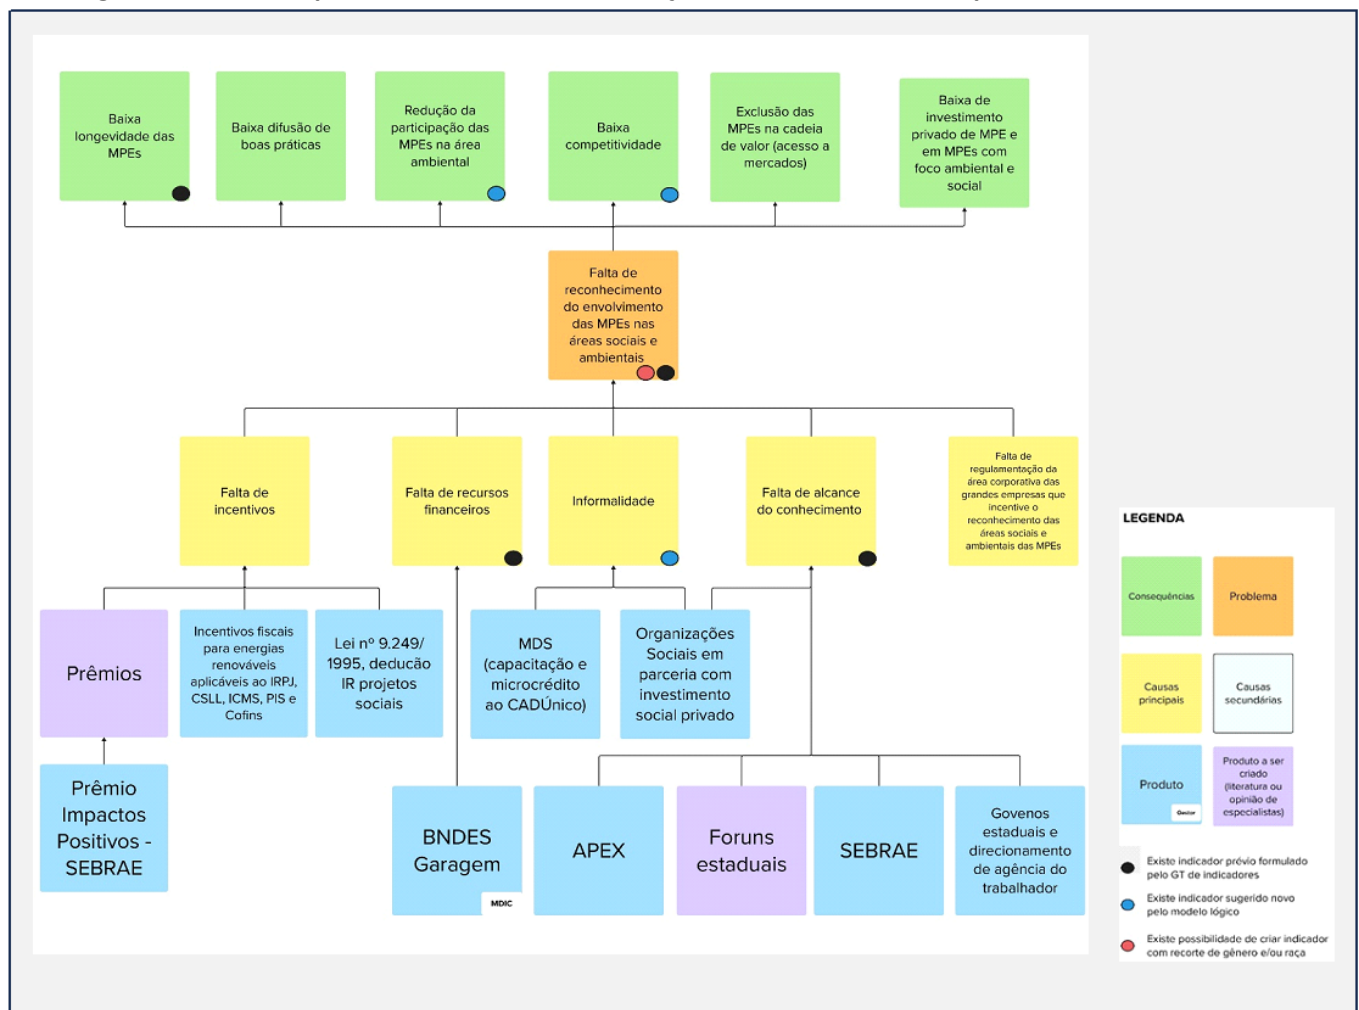 Baixa
longevidade das
MPEs
Baixa difusão de
boas práticas
Redução da
participação das
MPEs na área
ambiental
Baixa
competitividade
Exclusão das
MPEs na cadeia
de valor (acesso a
mercados)
Baixa de
investimento
privado de MPE e
em MPEs com
foco ambiental e
social
Falta de
reconhecimento
do envolvimento
das MPEs nas
áreas sociais e
ambientais
Falta de
incentivos
Falta de recursos
financeiros
Informalidade
Falta de alcance
do conhecimento
Falta de
regulamentação da
área corporativa das
grandes empresas que
incentive o
reconhecimento das
áreas sociais e
ambientais das MPEs
Prêmios
Incentivos fiscais
para energias
renováveis
aplicáveis ao IRPJ,
CSLL, ICMS, PIS e
Cofins
Lei nº 9.249/
1995, deducão
IR projetos
sociais
MDS
(capacitação e
microcrédito
ao CADÚnico)
Organizações
Sociais em
parceria com
investimento
social privado
Prêmio
Impactos
Positivos -
SEBRAE
BNDES
Garagem
MDIC
APEX
Foruns
estaduais
SEBRAE
Govenos
estaduais e
direcionamento
de agência do
trabalhador
LEGENDA
Consequências
Problema
Causas
principais
Causas
secundárias
Produto
Gestor
Produto a ser
criado
(literatura ou
opinião de
especialistas)
Existe indicador prévio formulado
pelo GT de indicadores
Existe indicador sugerido novo
pelo modelo lógico
Existe possibilidade de criar indicador
com recorte de gênero e/ou raça